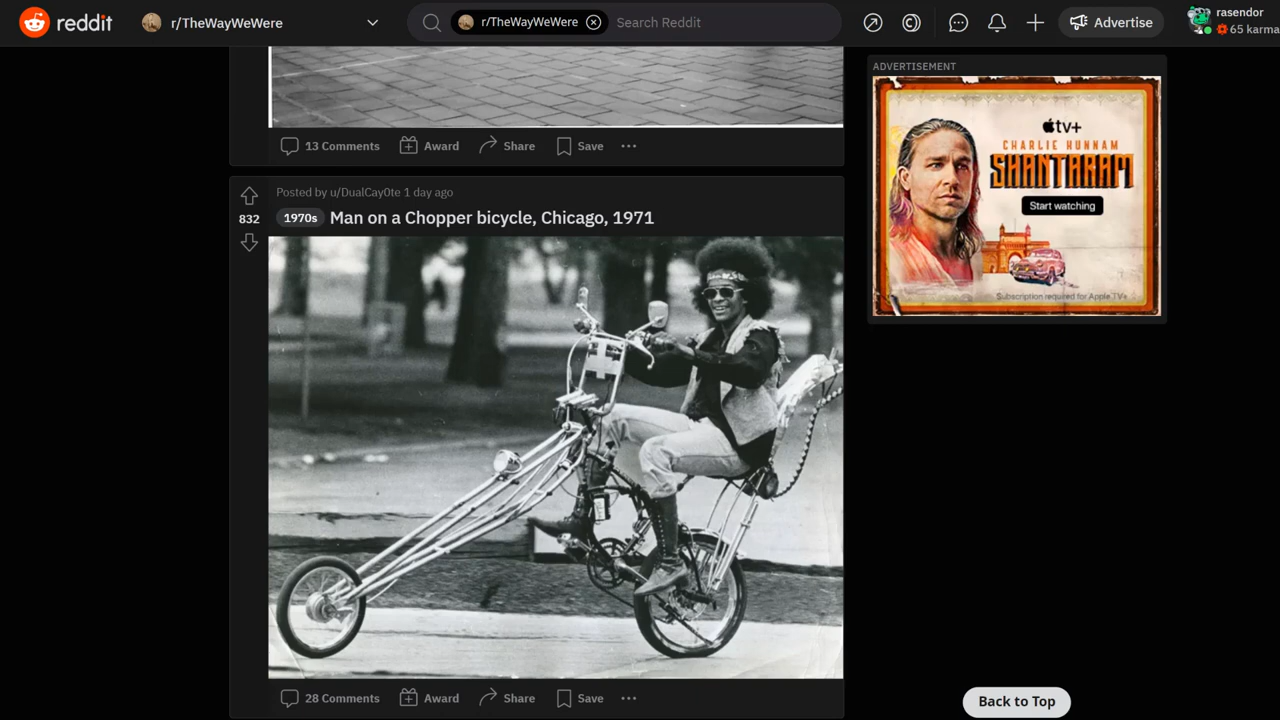 reddit
r/TheWayWeWere
r/TheWayWeWere
Search Reddit
Advertise
rasendor
65 karma
ADVERTISEMENT
tv+
CHARLIE HUNNAM
SHANTARAM
Start watching
Subscription required for Apple TV+
13 Comments
Award
Share
Save
Posted by u/DualCay0te 1 day ago
832
1970s
Man on a Chopper bicycle, Chicago, 1971
28 Comments
Award
Share
Save
Back to Top